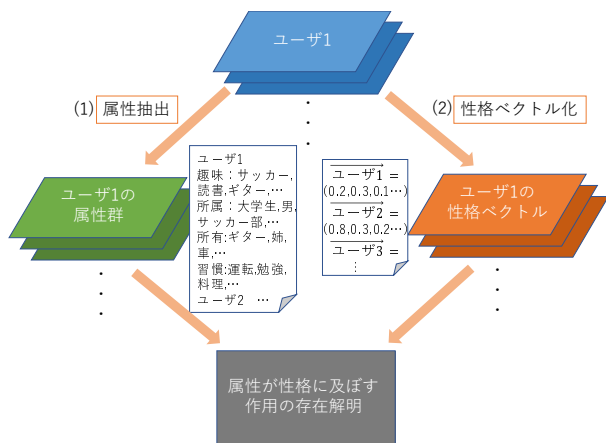 ユーザ1
(1) 属性抽出
(2) 性格ベクトル化
ユーザ1の
属性群
ユーザ1
趣味：サッカー,
読書,ギター,…
所属：大学生,男,
サッカー部,…
所有:ギター,姉,
車,…
習慣:運転,勉強,
料理,…
ユーザ2　…
ユーザ1 =
(0.2,0.3,0.1…)
ユーザ2 =
(0.8,0.3,0.2…)
ユーザ3 =
⋮
ユーザ1の
性格ベクトル
属性が性格に及ぼす
作用の存在解明